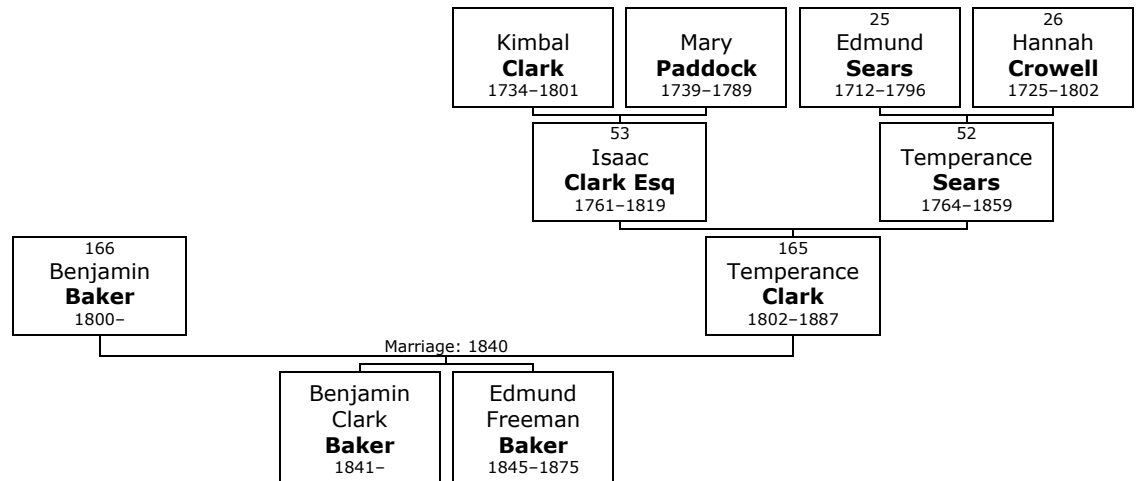 Kimbal
Clark
1734–1801
Mary
Paddock
1739–1789
25
Edmund
Sears
1712–1796
26
Hannah
Crowell
1725–1802
53
Isaac
Clark Esq
1761–1819
52
Temperance
Sears
1764–1859
166
Benjamin
Baker
1800–
165
Temperance
Clark
1802–1887
Marriage: 1840
Benjamin
Clark
Baker
1841–
Edmund
Freeman
Baker
1845–1875